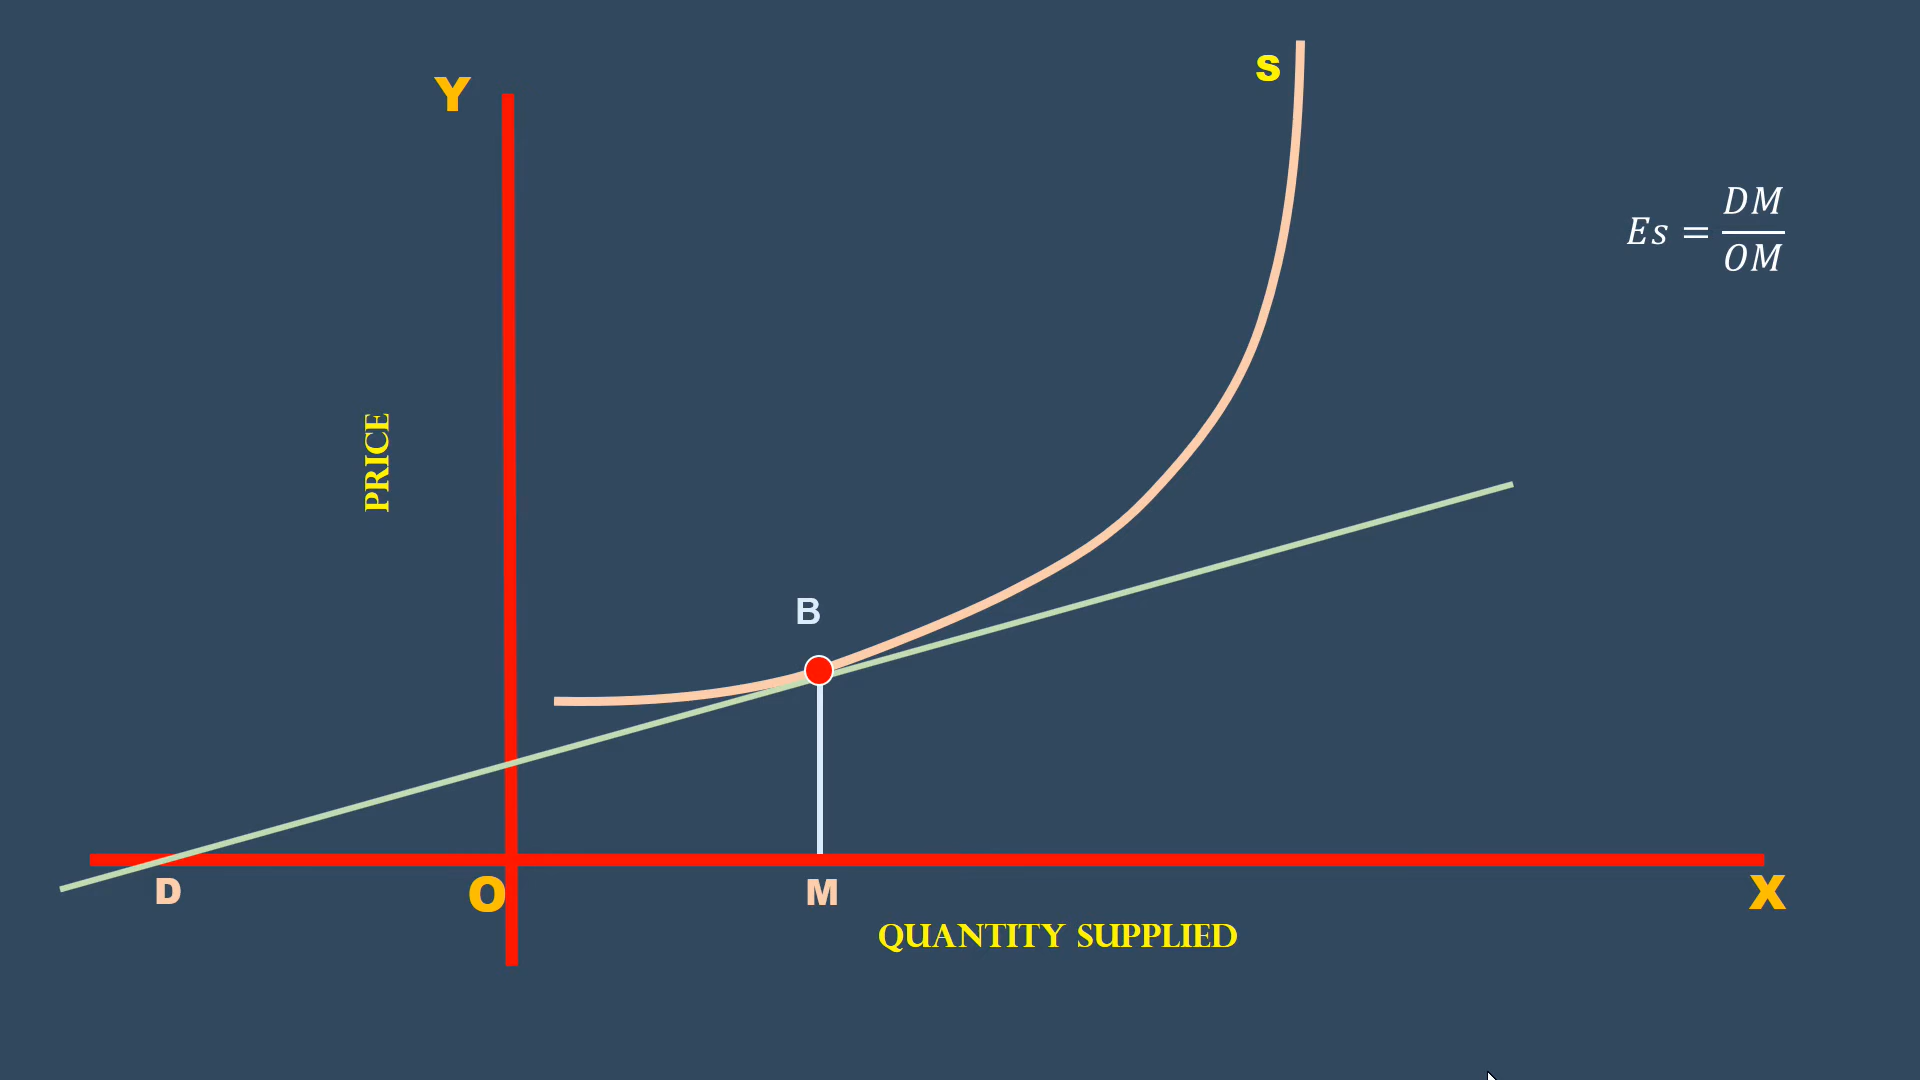 Y
S
Es = DM/OM
PRICE
B
D
O
M
X
QUANTITY SUPPLIED